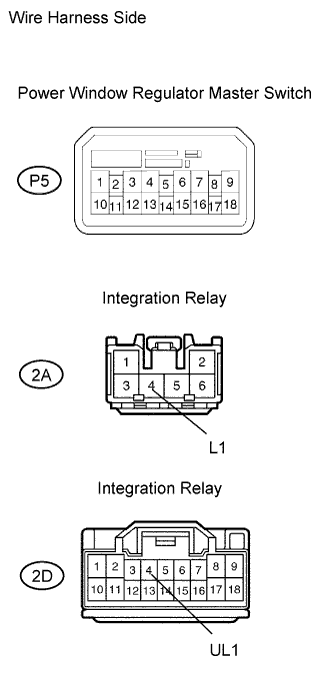 Wire Harness Side
Power Window Regulator Master Switch
P5
1 2 3 4 5 6 7 8 9
10 11 12 13 14 15 16 17 18
Integration Relay
2A
1 2
3 4 5 6
L1
Integration Relay
2D
1 2 3 4 5 6 7 8 9
10 11 12 13 14 15 16 17 18
UL1